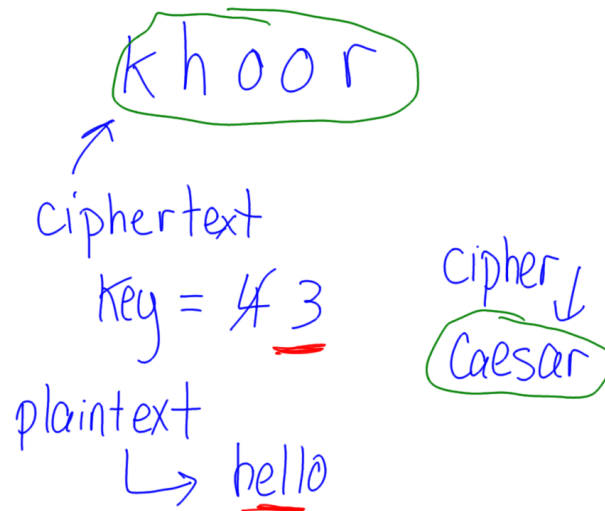 khoor
ciphertext
key = 4 3
cipher
Caesar
plaintext
hello